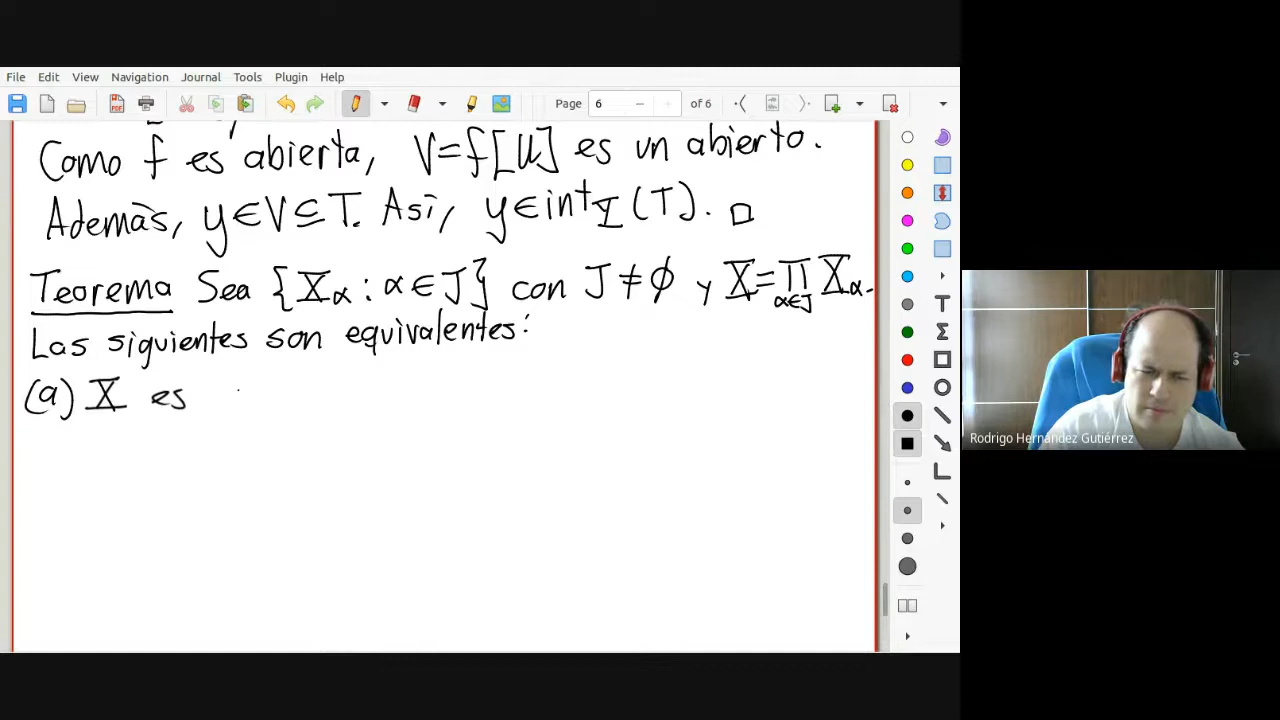 File Edit View Navigation Journal Tools Plugin Help
Page 6 of 6
Como f es abierta, V=f[U] es un abierto.
Además, y∈V⊆T. Así, y∈int_Y(T). □
Teorema Sea {X_α : α∈J} con J≠∅ y X=∏_{α∈J} X_α.
Las siguientes son equivalentes:
(a) X es
Rodrigo Hernández Gutiérrez